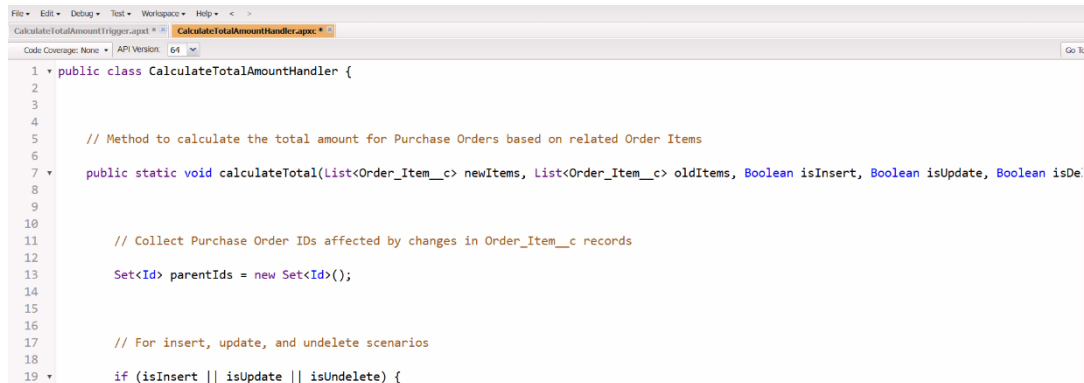 File Edit Debug Test Workspace Help < >
CalculateTotalAmountTrigger.apxt * CalculateTotalAmountHandler.apxc *
Code Coverage: None API Version: 64 Go To
1 public class CalculateTotalAmountHandler {
2
3
4
5 // Method to calculate the total amount for Purchase Orders based on related Order Items
6
7 public static void calculateTotal(List<Order_Item__c> newItems, List<Order_Item__c> oldItems, Boolean isInsert, Boolean isUpdate, Boolean isDel
8
9
10
11 // Collect Purchase Order IDs affected by changes in Order_Item__c records
12
13 Set<Id> parentIds = new Set<Id>();
14
15
16
17 // For insert, update, and undelete scenarios
18
19 if (isInsert || isUpdate || isUndelete) {